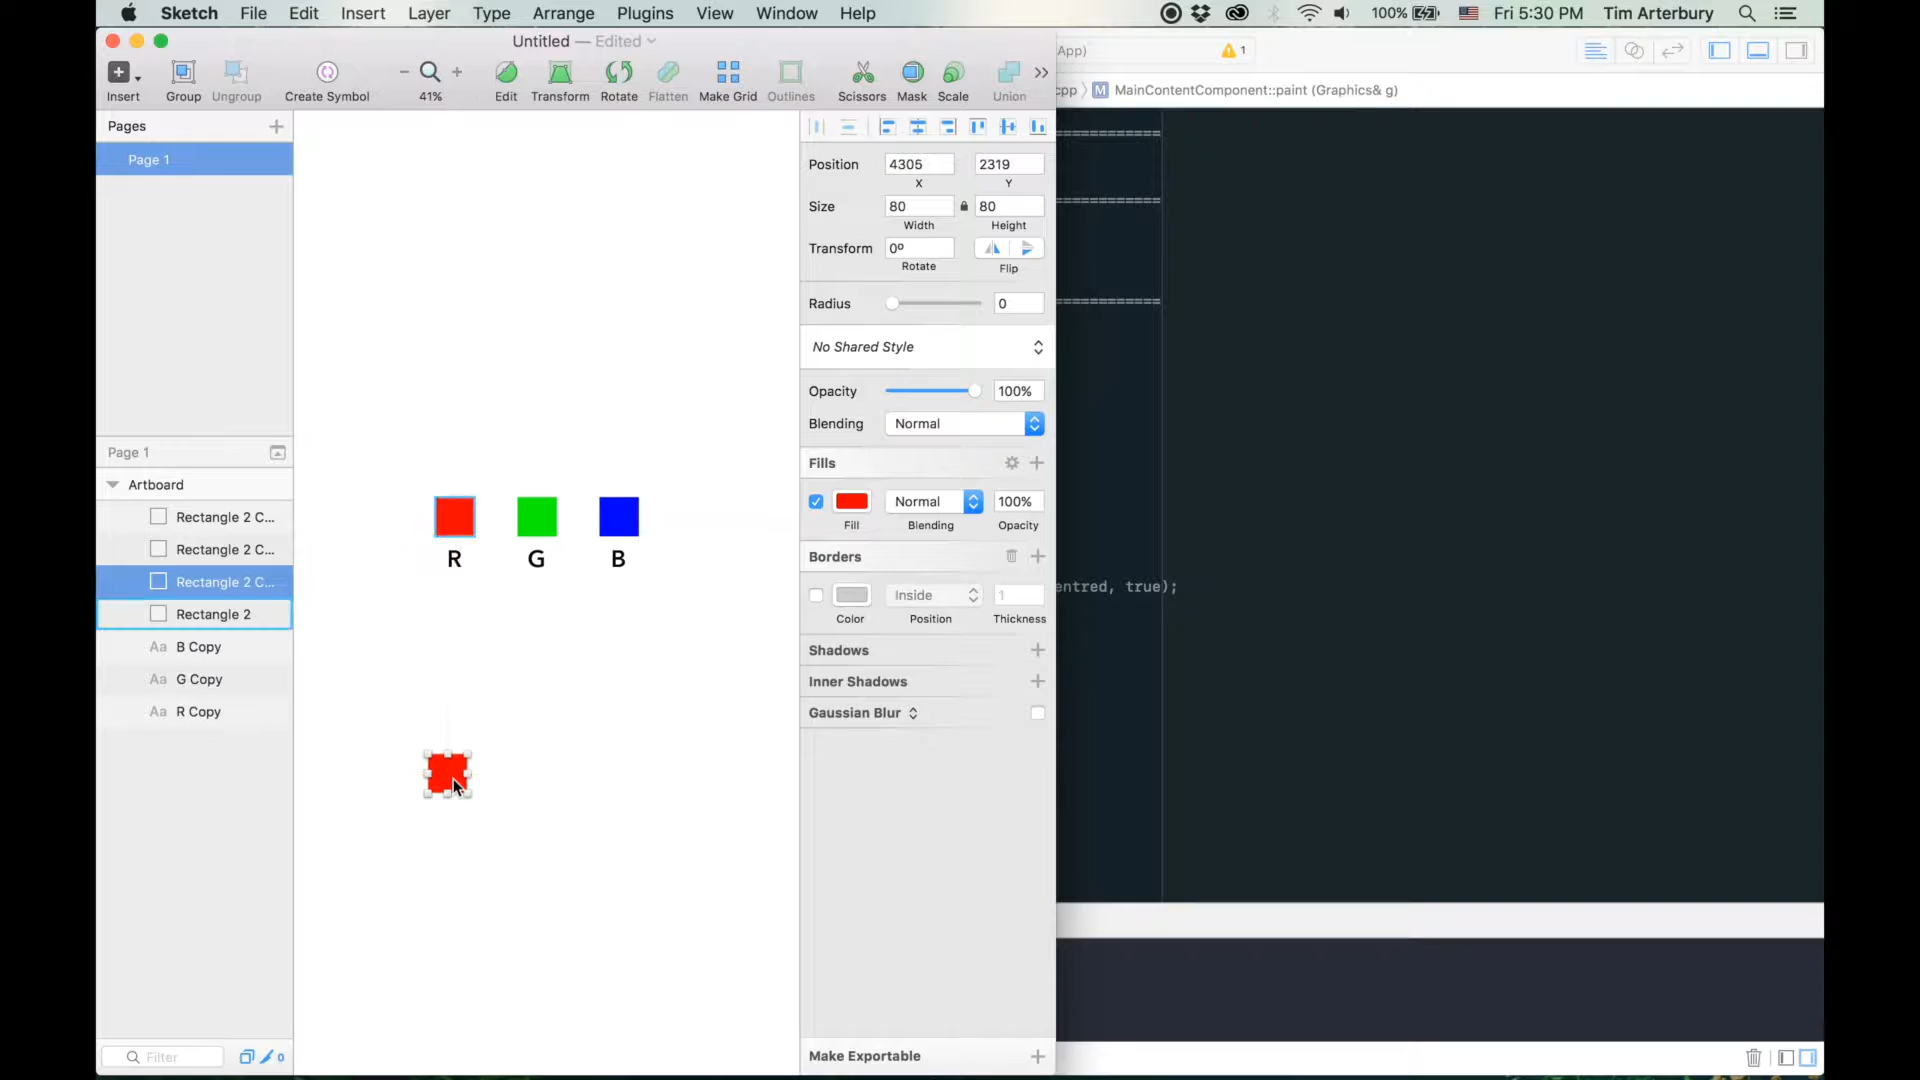 Sketch File Edit Insert Layer Type Arrange Plugins View Window Help 100% Fri 5:30 PM Tim Arterbury
Untitled — Edited
App) 1
Insert Group Ungroup Create Symbol 41% Edit Transform Rotate Flatten Make Grid Outlines Scissors Mask Scale Union
cpp M MainContentComponent::paint (Graphics& g)
Pages
Page 1
Position 4305 2319
X Y
Size 80 80
Width Height
Transform 0º
Rotate Flip
Radius 0
No Shared Style
Opacity 100%
Blending Normal
Page 1
Fills
Artboard
Normal 100%
Fill Blending Opacity
Rectangle 2 C...
Rectangle 2 C...
Rectangle 2 C...
Rectangle 2
B Copy
G Copy
R Copy
R G B
Borders
Inside 1
Color Position Thickness
Shadows
Inner Shadows
Gaussian Blur
entred, true);
Filter 0
Make Exportable